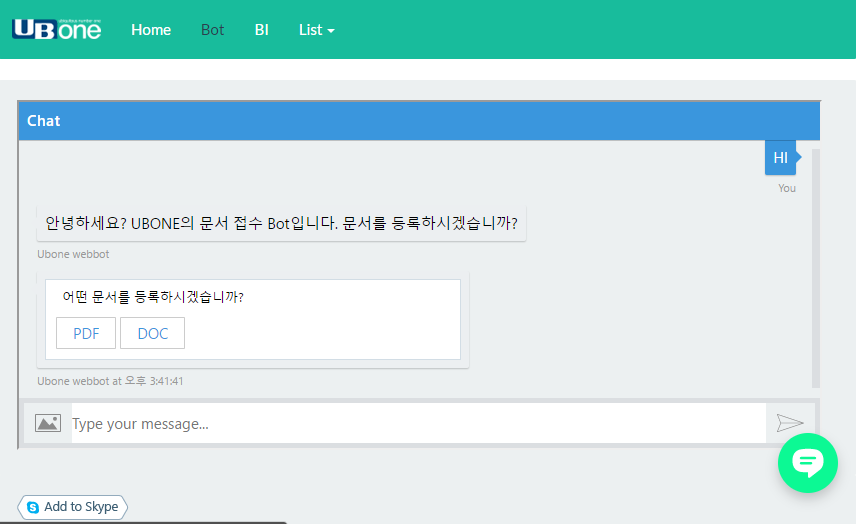 UBone
Home Bot BI List
Chat
HI
You
안녕하세요? UBONE의 문서 접수 Bot입니다. 문서를 등록하시겠습니까?
Ubone webbot
어떤 문서를 등록하시겠습니까?
PDF DOC
Ubone webbot at 오후 3:41:41
Type your message...
Add to Skype